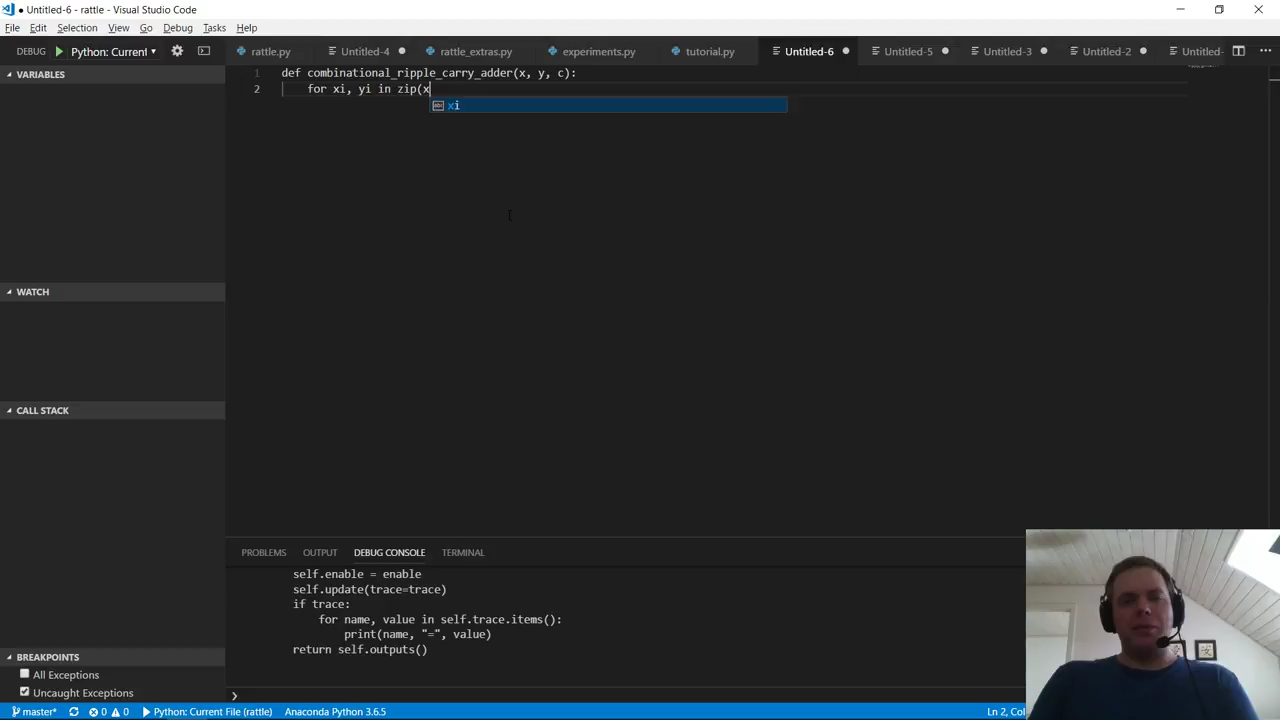 ● Untitled-6 - rattle - Visual Studio Code
File Edit Selection View Go Debug Tasks Help
DEBUG Python: Current rattle.py Untitled-4 rattle_extras.py experiments.py tutorial.py Untitled-6 Untitled-5 Untitled-3 Untitled-2 Untitled-
VARIABLES
1 def combinational_ripple_carry_adder(x, y, c):
2 for xi, yi in zip(x
abc xi
WATCH
CALL STACK
PROBLEMS OUTPUT DEBUG CONSOLE TERMINAL
self.enable = enable
self.update(trace=trace)
if trace:
for name, value in self.trace.items():
print(name, "=", value)
return self.outputs()
BREAKPOINTS
All Exceptions
Uncaught Exceptions
master* 0 0 Python: Current File (rattle) Anaconda Python 3.6.5 Ln 2, Col